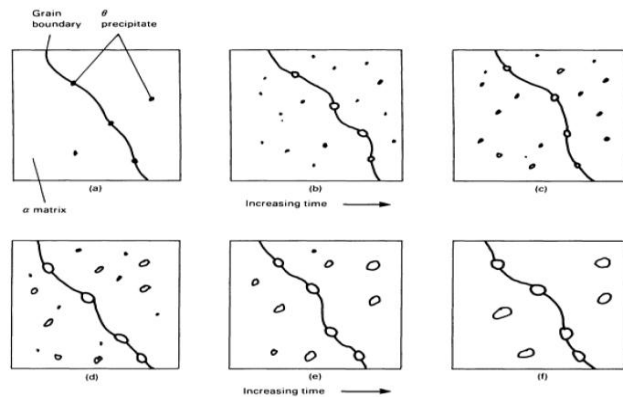 Grain
boundary
θ
precipitate
α matrix
(a)
(b)
(c)
Increasing time
(d)
(e)
(f)
Increasing time